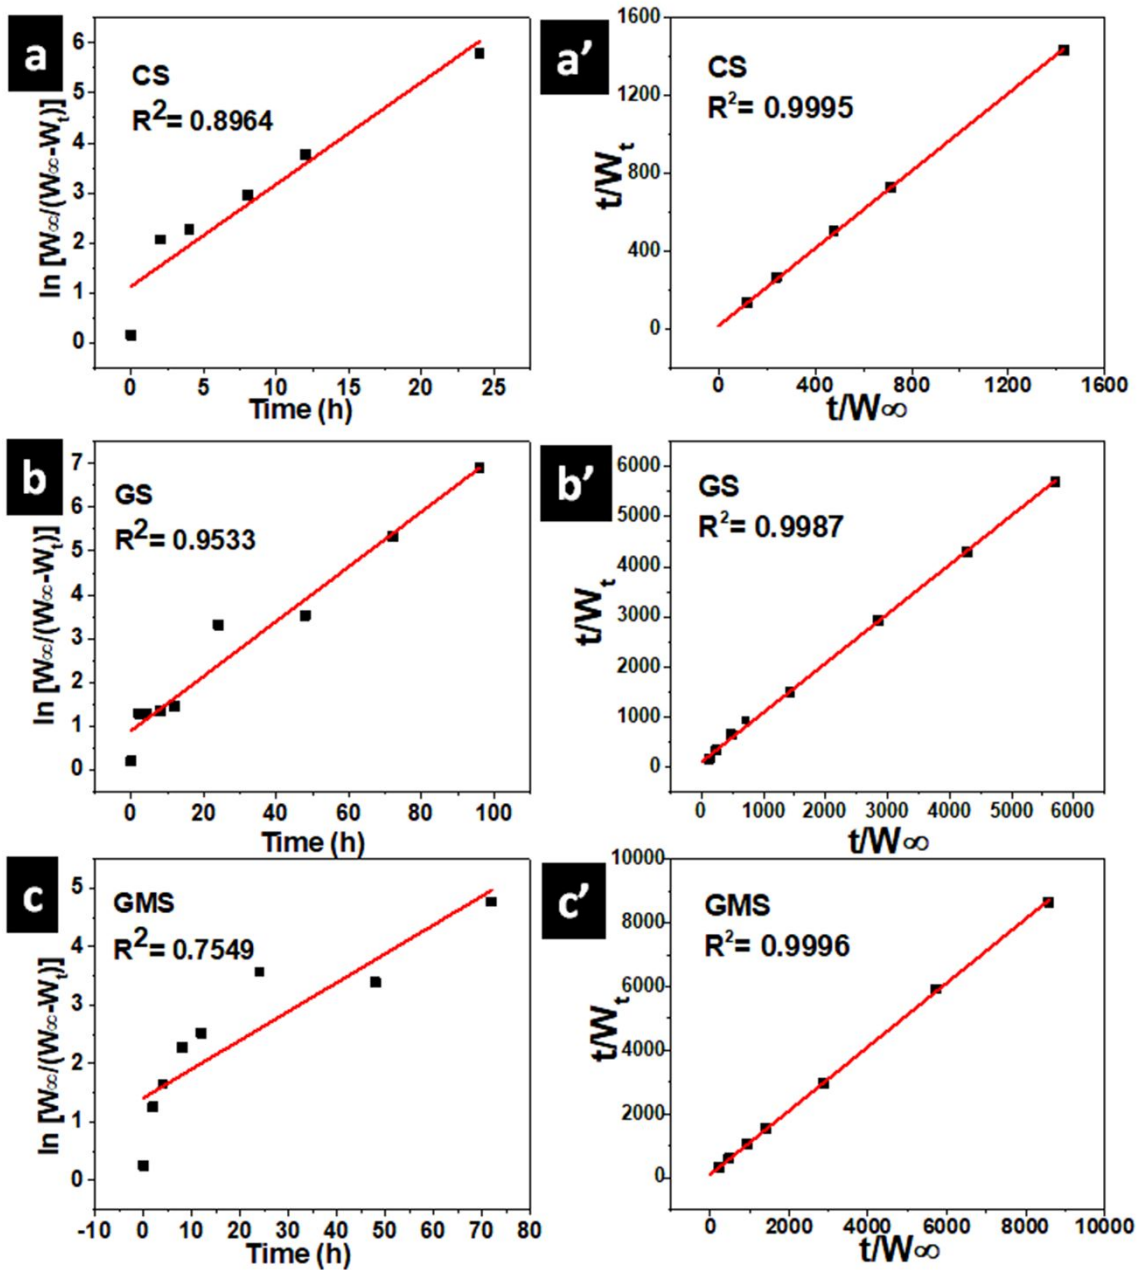 a
CS
R²= 0.8964
ln [W∞/(W∞-Wt)]
6
5
4
3
2
1
0
0 5 10 15 20 25
Time (h)
a′
CS
R²= 0.9995
t/Wt
1600
1200
800
400
0
0 400 800 1200 1600
t/W∞
b
GS
R²= 0.9533
ln [W∞/(W∞-Wt)]
7
6
5
4
3
2
1
0
0 20 40 60 80 100
Time (h)
b′
GS
R²= 0.9987
t/Wt
6000
5000
4000
3000
2000
1000
0
0 1000 2000 3000 4000 5000 6000
t/W∞
c
GMS
R²= 0.7549
ln [W∞/(W∞-Wt)]
5
4
3
2
1
0
-10 0 10 20 30 40 50 60 70 80
Time (h)
c′
GMS
R²= 0.9996
t/Wt
10000
8000
6000
4000
2000
0
0 2000 4000 6000 8000 10000
t/W∞